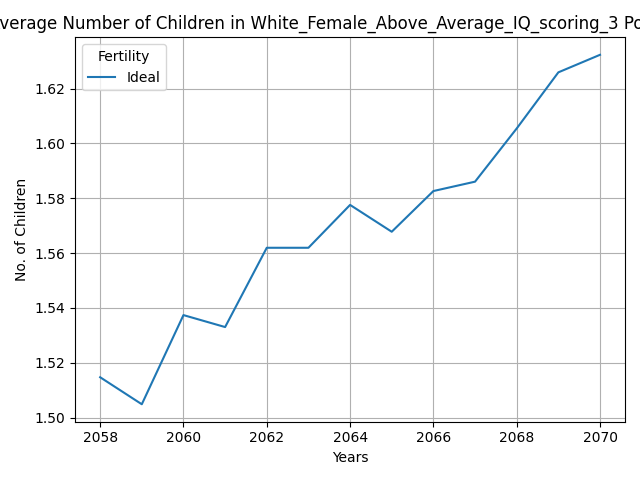 verage Number of Children in White_Female_Above_Average_IQ_scoring_3 Po
Fertility
Ideal
No. of Children
1.62
1.60
1.58
1.56
1.54
1.52
1.50
2058 2060 2062 2064 2066 2068 2070
Years